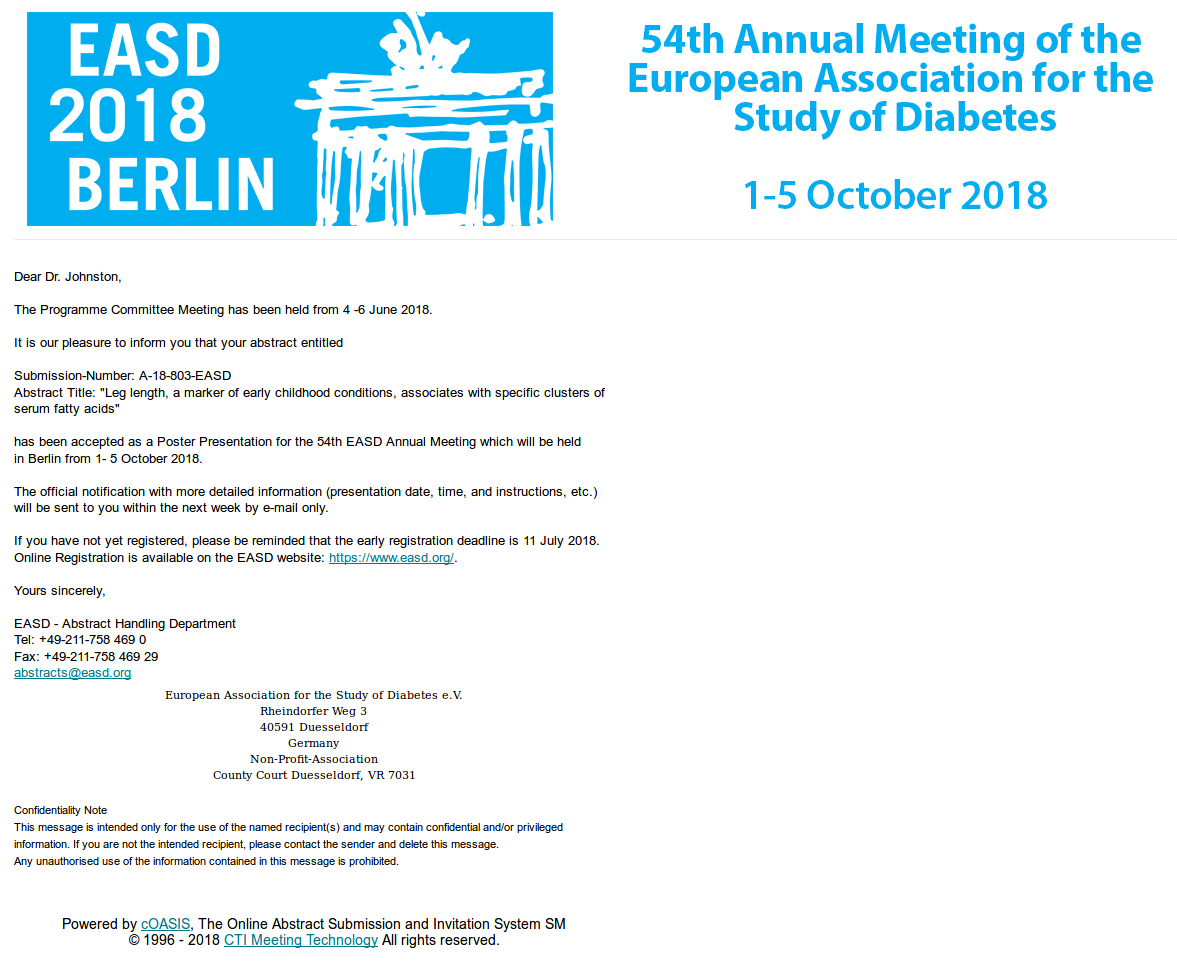 EASD
2018
BERLIN
54th Annual Meeting of the
European Association for the
Study of Diabetes
1-5 October 2018
Dear Dr. Johnston,
The Programme Committee Meeting has been held from 4 -6 June 2018.
It is our pleasure to inform you that your abstract entitled
Submission-Number: A-18-803-EASD
Abstract Title: "Leg length, a marker of early childhood conditions, associates with specific clusters of
serum fatty acids"
has been accepted as a Poster Presentation for the 54th EASD Annual Meeting which will be held
in Berlin from 1- 5 October 2018.
The official notification with more detailed information (presentation date, time, and instructions, etc.)
will be sent to you within the next week by e-mail only.
If you have not yet registered, please be reminded that the early registration deadline is 11 July 2018.
Online Registration is available on the EASD website: https://www.easd.org/.
Yours sincerely,
EASD - Abstract Handling Department
Tel: +49-211-758 469 0
Fax: +49-211-758 469 29
abstracts@easd.org
European Association for the Study of Diabetes e.V.
Rheindorfer Weg 3
40591 Duesseldorf
Germany
Non-Profit-Association
County Court Duesseldorf, VR 7031
Confidentiality Note
This message is intended only for the use of the named recipient(s) and may contain confidential and/or privileged
information. If you are not the intended recipient, please contact the sender and delete this message.
Any unauthorised use of the information contained in this message is prohibited.
Powered by cOASIS, The Online Abstract Submission and Invitation System SM
© 1996 - 2018 CTI Meeting Technology All rights reserved.